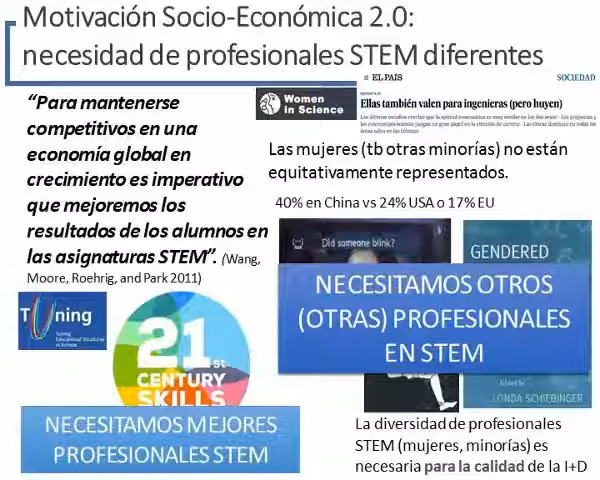 Motivación Socio-Económica 2.0:
necesidad de profesionales STEM diferentes
“Para mantenerse
competitivos en una
economía global en
crecimiento es imperativo
que mejoremos los
resultados de los alumnos en
las asignaturas STEM”. (Wang,
Moore, Roehrig, and Park 2011)
Tuning
Tuning
Educational Structures
in Europe
21st
CENTURY
SKILLS
NECESITAMOS MEJORES
PROFESIONALES STEM
Women
in Science
EL PAÍS
SOCIEDAD
Ellas también valen para ingenieras (pero huyen)
Las mujeres (tb otras minorías) no están
equitativamente representados.
40% en China vs 24% USA o 17% EU
Did someone blink?
GENDERED
NECESITAMOS OTROS
(OTRAS) PROFESIONALES
EN STEM
LONDA SCHIEBINGER
La diversidad de profesionales
STEM (mujeres, minorías) es
necesaria para la calidad de la I+D